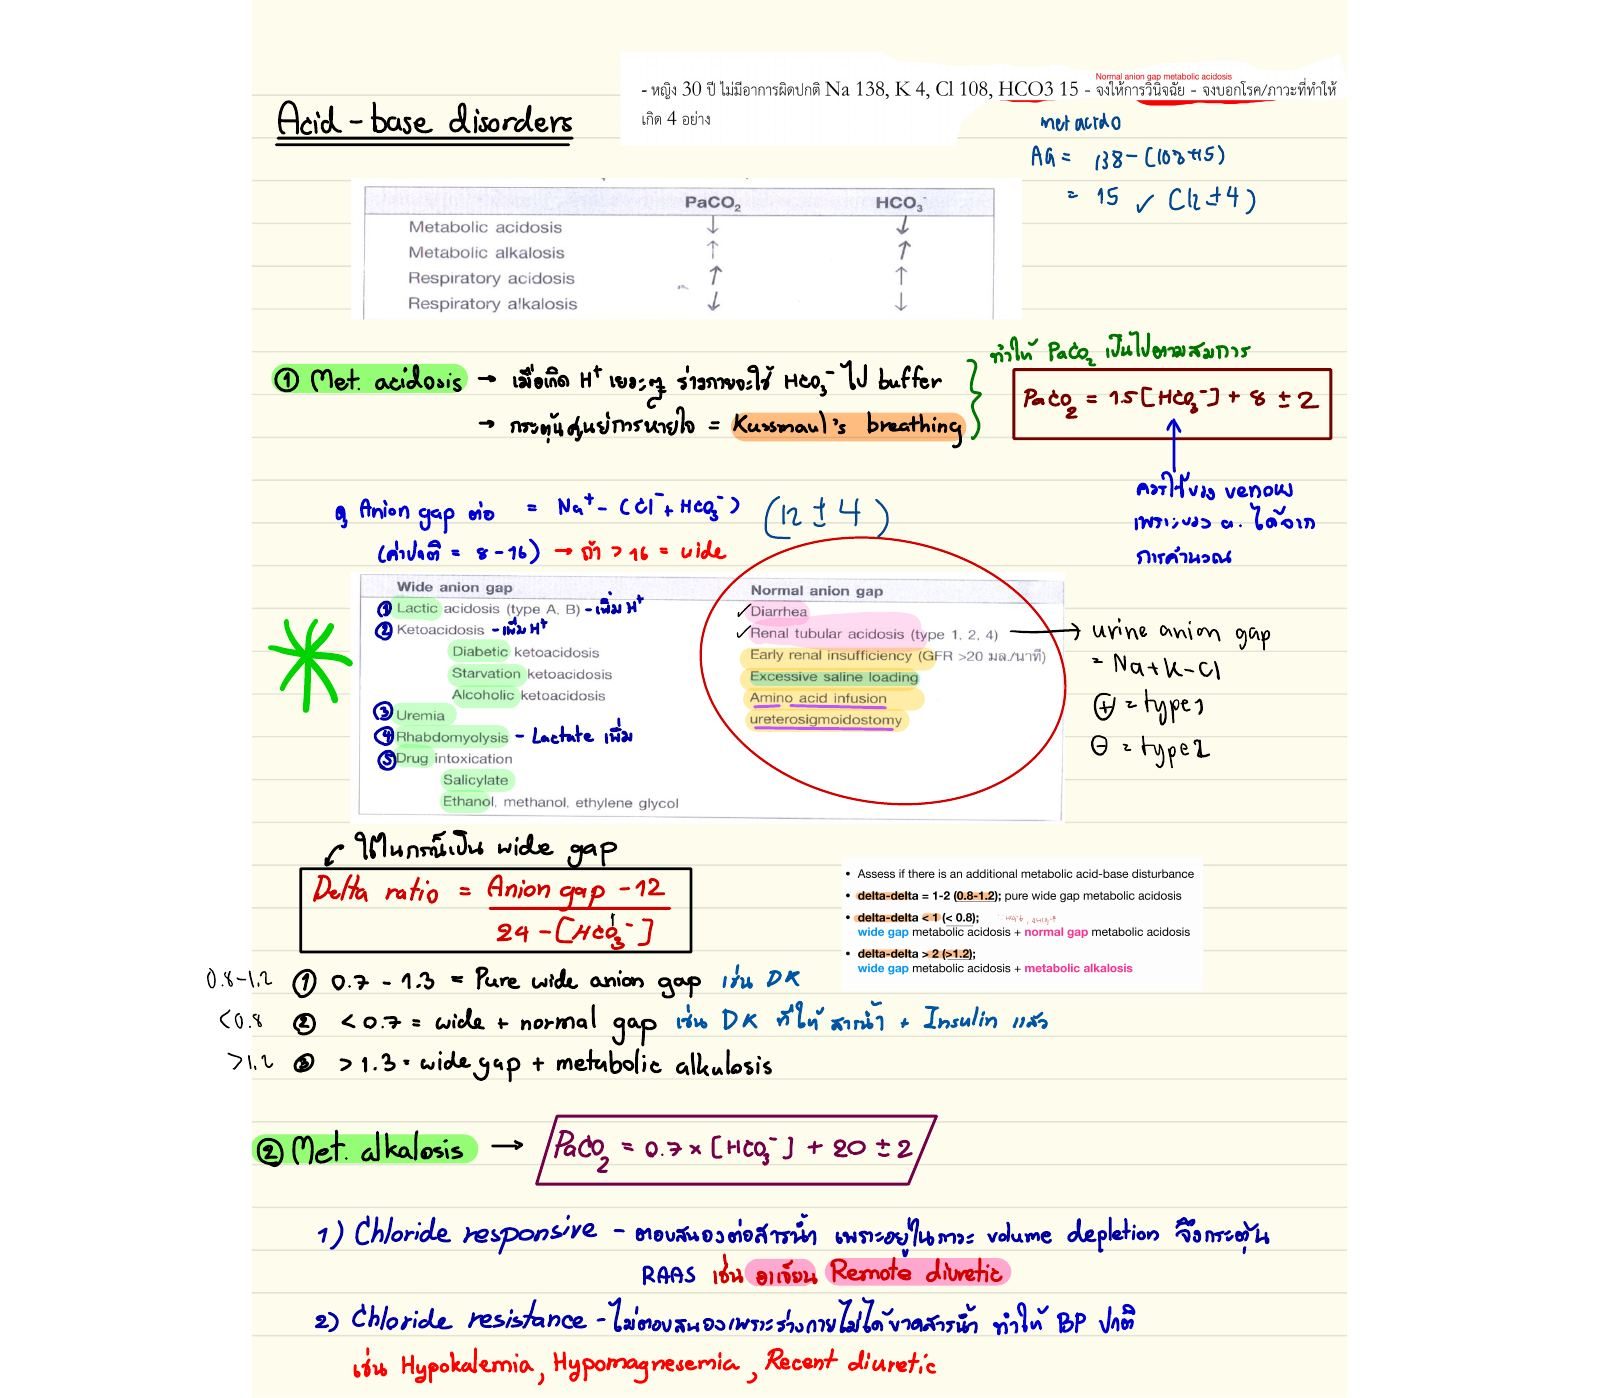 Normal anion gap metabolic acidosis
- หญิง 30 ปี ไม่มีอาการผิดปกติ Na 138, K 4, Cl 108, HCO3 15 - จงให้การวินิจฉัย - จงบอกโรค/ภาวะที่ทำให้
เกิด 4 อย่าง
Acid-base disorders
met acido
AG = 138-(108+15)
= 15 ✓ (12 ± 4)
PaCO₂ HCO₃⁻
Metabolic acidosis ↓ ↓
Metabolic alkalosis ↑ ↑
Respiratory acidosis ↑ ↑
Respiratory alkalosis ↓ ↓
ทำให้ PaCO₂ เป็นไปตามสมการ
① Met. acidosis → เมื่อเกิด H⁺ เยอะๆ ร่างกายจะใช้ HCO₃⁻ ไป buffer
PaCO₂ = 1.5[HCO₃⁻] + 8 ± 2
→ กระตุ้นศูนย์การหายใจ = Kussmaul's breathing
ควรใช้ของ venous
เพราะของ a. ได้จาก
การคำนวณ
ดู Anion gap ต่อ = Na⁺ - (Cl⁻ + HCO₃⁻) (12 ± 4)
(ค่าปกติ = 8-16) → ถ้า > 16 = wide
Wide anion gap
① Lactic acidosis (type A, B) - เพิ่ม H⁺
② Ketoacidosis - เพิ่ม H⁺
Diabetic ketoacidosis
Starvation ketoacidosis
Alcoholic ketoacidosis
③ Uremia
④ Rhabdomyolysis - Lactate เพิ่ม
⑤ Drug intoxication
Salicylate
Ethanol, methanol, ethylene glycol
Normal anion gap
✓ Diarrhea
✓ Renal tubular acidosis (type 1, 2, 4) →
Early renal insufficiency (GFR >20 มล./นาที)
Excessive saline loading
Amino acid infusion
ureterosigmoidostomy
urine anion gap
= Na+K-Cl
⊕ = type1
⊖ = type2
ใช้ในกรณีเป็น wide gap
Delta ratio = Anion gap - 12
24 - [HCO₃⁻]
• Assess if there is an additional metabolic acid-base disturbance
• delta-delta = 1-2 (0.8-1.2); pure wide gap metabolic acidosis
• delta-delta < 1 (< 0.8);
wide gap metabolic acidosis + normal gap metabolic acidosis
• delta-delta > 2 (>1.2);
wide gap metabolic acidosis + metabolic alkalosis
0.8-1.2 ① 0.7 - 1.3 = Pure wide anion gap เช่น DK
<0.8 ② < 0.7 = wide + normal gap เช่น DK ที่ให้ สารน้ำ + Insulin แล้ว
>1.2 ③ > 1.3 = wide gap + metabolic alkalosis
② Met. alkalosis → PaCO₂ = 0.7 × [HCO₃⁻] + 20 ± 2
1) Chloride responsive - ตอบสนองต่อสารน้ำ เพราะอยู่ในภาวะ volume depletion จึงกระตุ้น
RAAS เช่น อาเจียน Remote diuretic
2) Chloride resistance - ไม่ตอบสนองเพราะร่างกายไม่ได้ขาดสารน้ำ ทำให้ BP ปกติ
เช่น Hypokalemia, Hypomagnesemia, Recent diuretic